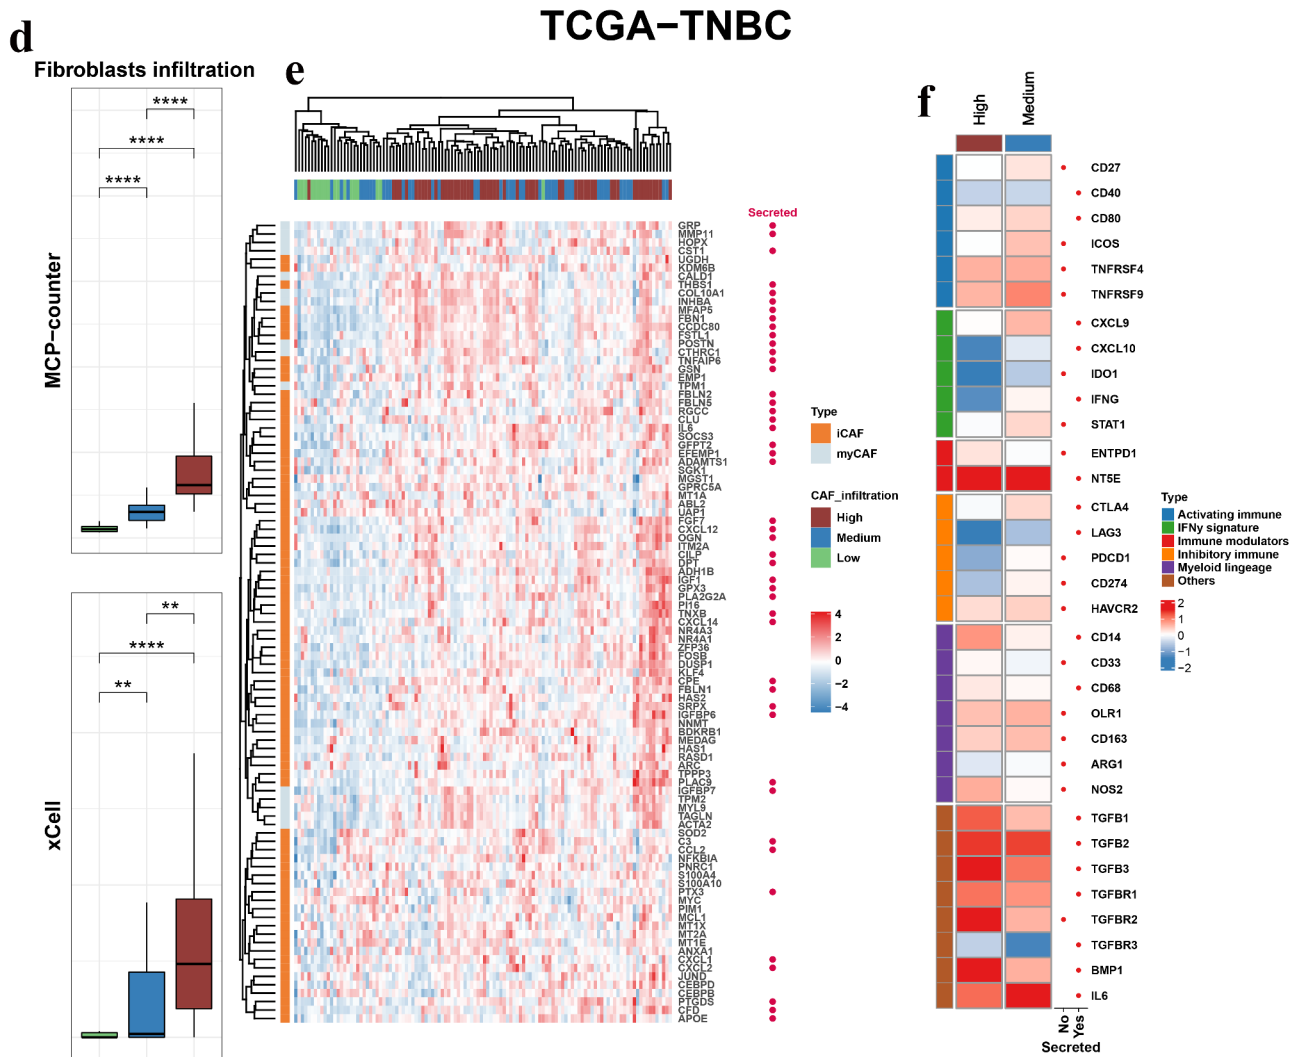 TCGA−TNBC
d
Fibroblasts infiltration
****
****
****
MCP−counter
**
****
**
xCell
e
Secreted
GRP
MMP11
HOPX
CST1
UGDH
KDM6B
CALD1
THBS1
COL10A1
INHBA
MFAP5
FBN1
CCDC80
FSTL1
POSTN
CTHRC1
TNFAIP6
GSN
EMP1
TPM1
FBLN2
FBLN5
RGCC
CLU
IL6
SOCS3
GFPT2
EFEMP1
ADAMTS1
SGK1
MGST1
GPRC5A
MT1A
ABL2
UAP1
FGF7
CXCL12
OGN
ITM2A
CILP
DPT
ADH1B
IGF1
GPX3
PLA2G2A
PI16
TNXB
CXCL14
NR4A3
NR4A1
ZFP36
FOSB
DUSP1
KLF4
CPE
FBLN1
HAS2
SRPX
IGFBP6
NNMT
BDKRB1
MEDAG
HAS1
RASD1
ARC
TPPP3
PLAC9
IGFBP7
TPM2
MYL9
TAGLN
ACTA2
SOD2
C3
CCL2
NFKBIA
PNRC1
S100A4
S100A10
PTX3
MYC
PIM1
MCL1
MT1X
MT2A
MT1E
ANXA1
CXCL1
CXCL2
JUND
CEBPD
CEBPB
PTGDS
CFD
APOE
Type
iCAF
myCAF
CAF_infiltration
High
Medium
Low
4
2
0
−2
−4
f
High
Medium
CD27
CD40
CD80
ICOS
TNFRSF4
TNFRSF9
CXCL9
CXCL10
IDO1
IFNG
STAT1
ENTPD1
NT5E
CTLA4
LAG3
PDCD1
CD274
HAVCR2
CD14
CD33
CD68
OLR1
CD163
ARG1
NOS2
TGFB1
TGFB2
TGFB3
TGFBR1
TGFBR2
TGFBR3
BMP1
IL6
No
Yes
Secreted
Type
Activating immune
IFNy signature
Immune modulators
Inhibitory immune
Myeloid lingeage
Others
2
1
0
−1
−2